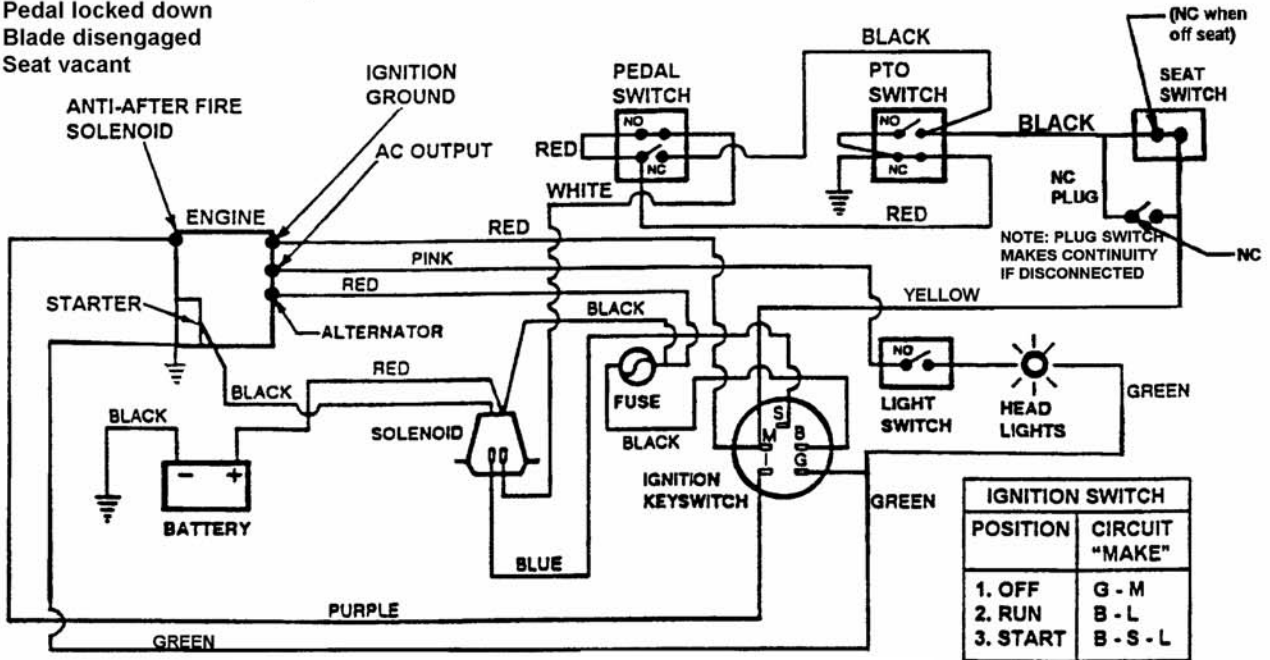 Pedal locked down
Blade disengaged
Seat vacant
ANTI-AFTER FIRE
SOLENOID
IGNITION
GROUND
AC OUTPUT
ENGINE
STARTER
ALTERNATOR
PEDAL
SWITCH
NO
NC
RED
WHITE
BLACK
PTO
SWITCH
NO
NC
RED
BLACK
(NC when
off seat)
SEAT
SWITCH
NC
PLUG
NC
NOTE: PLUG SWITCH
MAKES CONTINUITY
IF DISCONNECTED
RED
PINK
RED
YELLOW
BLACK
RED
BLACK
BLACK
SOLENOID
- +
BATTERY
FUSE
BLACK
S
M B
I G
IGNITION
KEYSWITCH
NO
LIGHT
SWITCH
HEAD
LIGHTS
GREEN
GREEN
BLUE
PURPLE
GREEN
IGNITION SWITCH
POSITION CIRCUIT
"MAKE"
1. OFF G - M
2. RUN B - L
3. START B - S - L